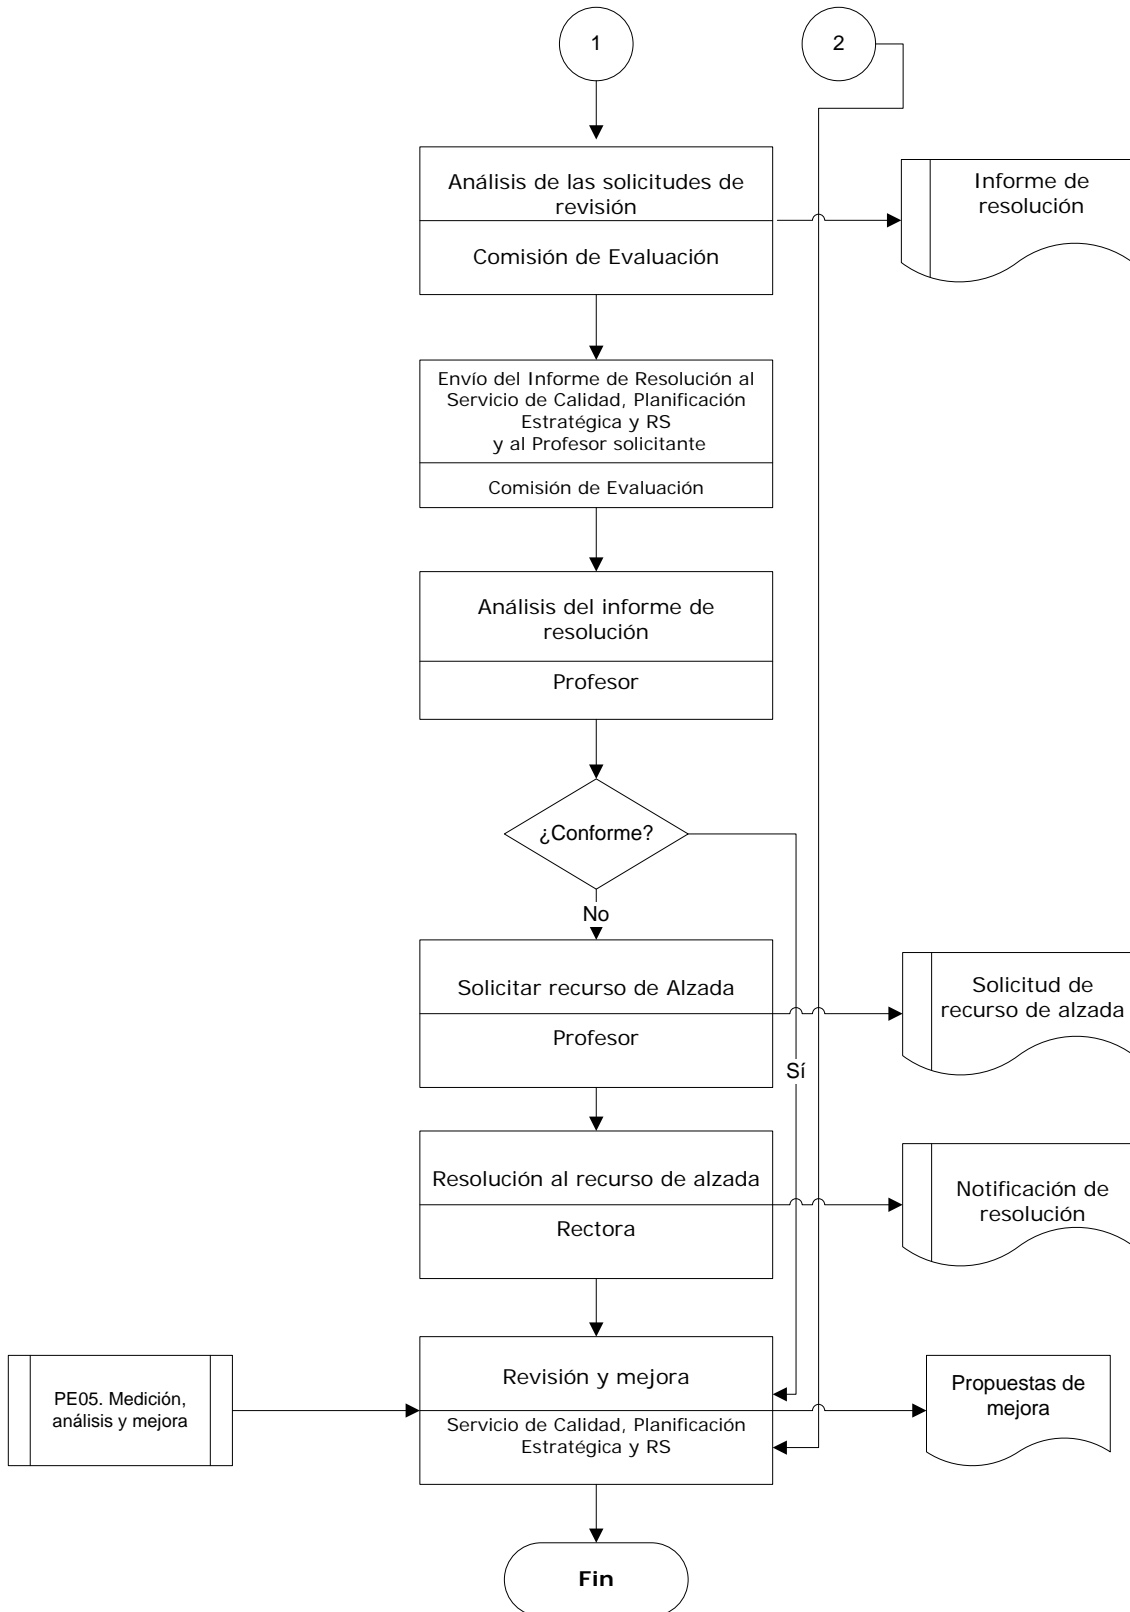 1
2
Análisis de las solicitudes de
revisión
Comisión de Evaluación
Informe de
resolución
Envío del Informe de Resolución al
Servicio de Calidad, Planificación
Estratégica y RS
y al Profesor solicitante
Comisión de Evaluación
Análisis del informe de
resolución
Profesor
¿Conforme?
No
Sí
Solicitar recurso de Alzada
Profesor
Solicitud de
recurso de alzada
Resolución al recurso de alzada
Rectora
Notificación de
resolución
PE05. Medición,
análisis y mejora
Revisión y mejora
Servicio de Calidad, Planificación
Estratégica y RS
Propuestas de
mejora
Fin